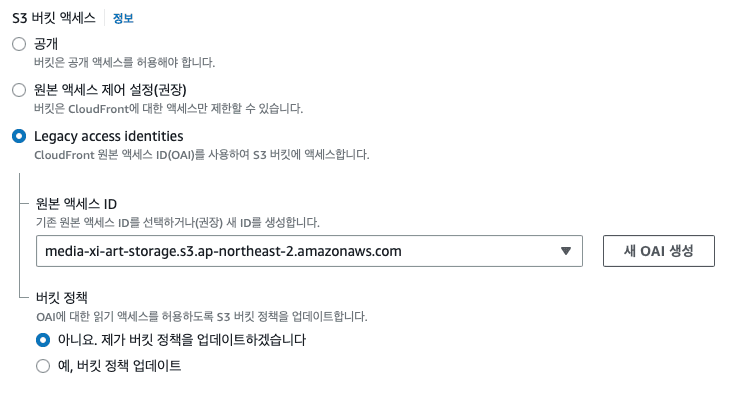 S3 버킷 액세스 정보
공개
버킷은 공개 액세스를 허용해야 합니다.
원본 액세스 제어 설정(권장)
버킷은 CloudFront에 대한 액세스만 제한할 수 있습니다.
Legacy access identities
CloudFront 원본 액세스 ID(OAI)를 사용하여 S3 버킷에 액세스합니다.
원본 액세스 ID
기존 원본 액세스 ID를 선택하거나(권장) 새 ID를 생성합니다.
media-xi-art-storage.s3.ap-northeast-2.amazonaws.com 새 OAI 생성
버킷 정책
OAI에 대한 읽기 액세스를 허용하도록 S3 버킷 정책을 업데이트합니다.
아니요. 제가 버킷 정책을 업데이트하겠습니다
예, 버킷 정책 업데이트